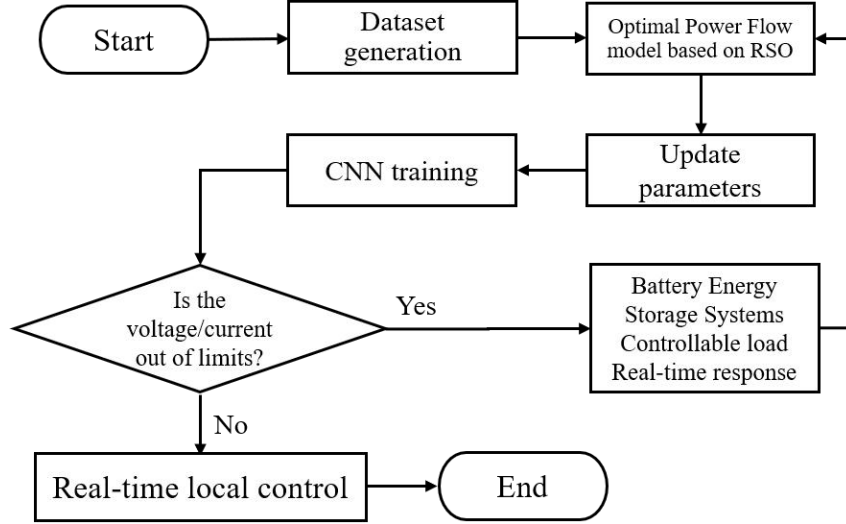 Start
Dataset
generation
Optimal Power Flow
model based on RSO
CNN training
Update
parameters
Is the
voltage/current
out of limits?
Yes
Battery Energy
Storage Systems
Controllable load
Real-time response
No
Real-time local control
End